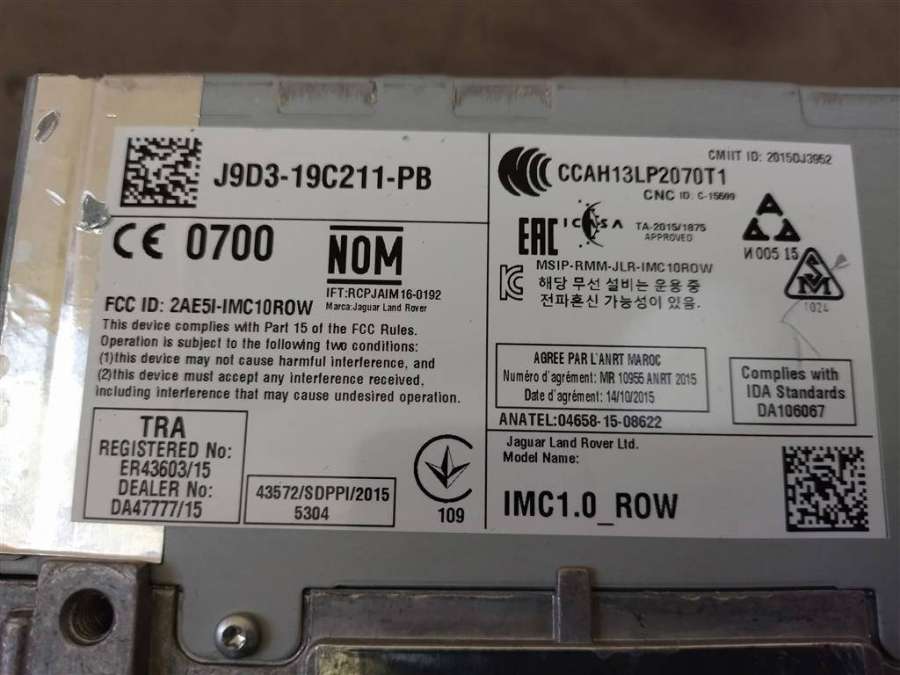 J9D3-19C211-PB
CE 0700
NOM
IFT:RCPJAIM16-0192
Marca:Jaguar Land Rover
FCC ID: 2AE5I-IMC10ROW
This device complies with Part 15 of the FCC Rules.
Operation is subject to the following two conditions:
(1)this device may not cause harmful interference, and
(2)this device must accept any interference received,
including interference that may cause undesired operation.
TRA
REGISTERED No:
ER43603/15
DEALER No:
DA47777/15
43572/SDPPI/2015
5304
109
CMIIT ID: 2015DJ3952
CCAH13LP2070T1
CNC ID: C-15699
EAC
ICASA
TA-2015/1875
APPROVED
И005 15
MSIP-RMM-JLR-IMC10ROW
해당 무선 설비는 운용 중
전파혼신 가능성이 있음.
1024
AGREE PAR L'ANRT MAROC
Numéro d'agrément: MR 10955 ANRT 2015
Date d'agrément: 14/10/2015
Complies with
IDA Standards
DA106067
ANATEL:04658-15-08622
Jaguar Land Rover Ltd.
Model Name:
IMC1.0_ROW